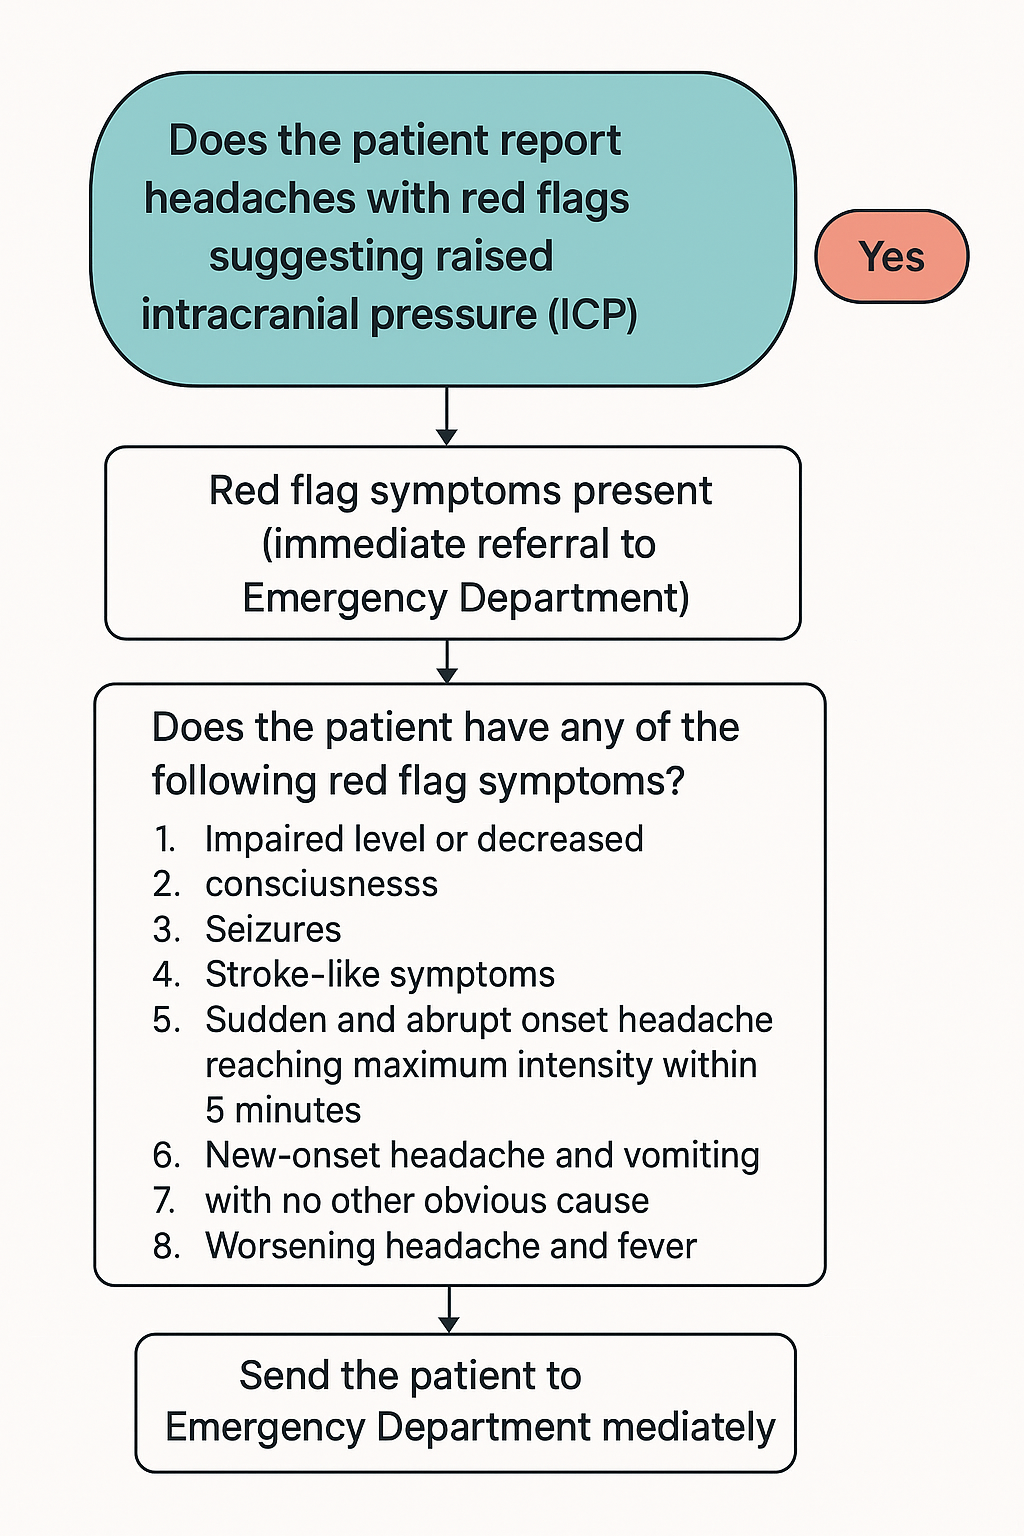 Does the patient report
headaches with red flags
suggesting raised
intracranial pressure (ICP)
Yes
Red flag symptoms present
(immediate referral to
Emergency Department)
Does the patient have any of the
following red flag symptoms?
1. Impaired level or decreased
2. consciusnesss
3. Seizures
4. Stroke-like symptoms
5. Sudden and abrupt onset headache
reaching maximum intensity within
5 minutes
6. New-onset headache and vomiting
7. with no other obvious cause
8. Worsening headache and fever
Send the patient to
Emergency Department mediately